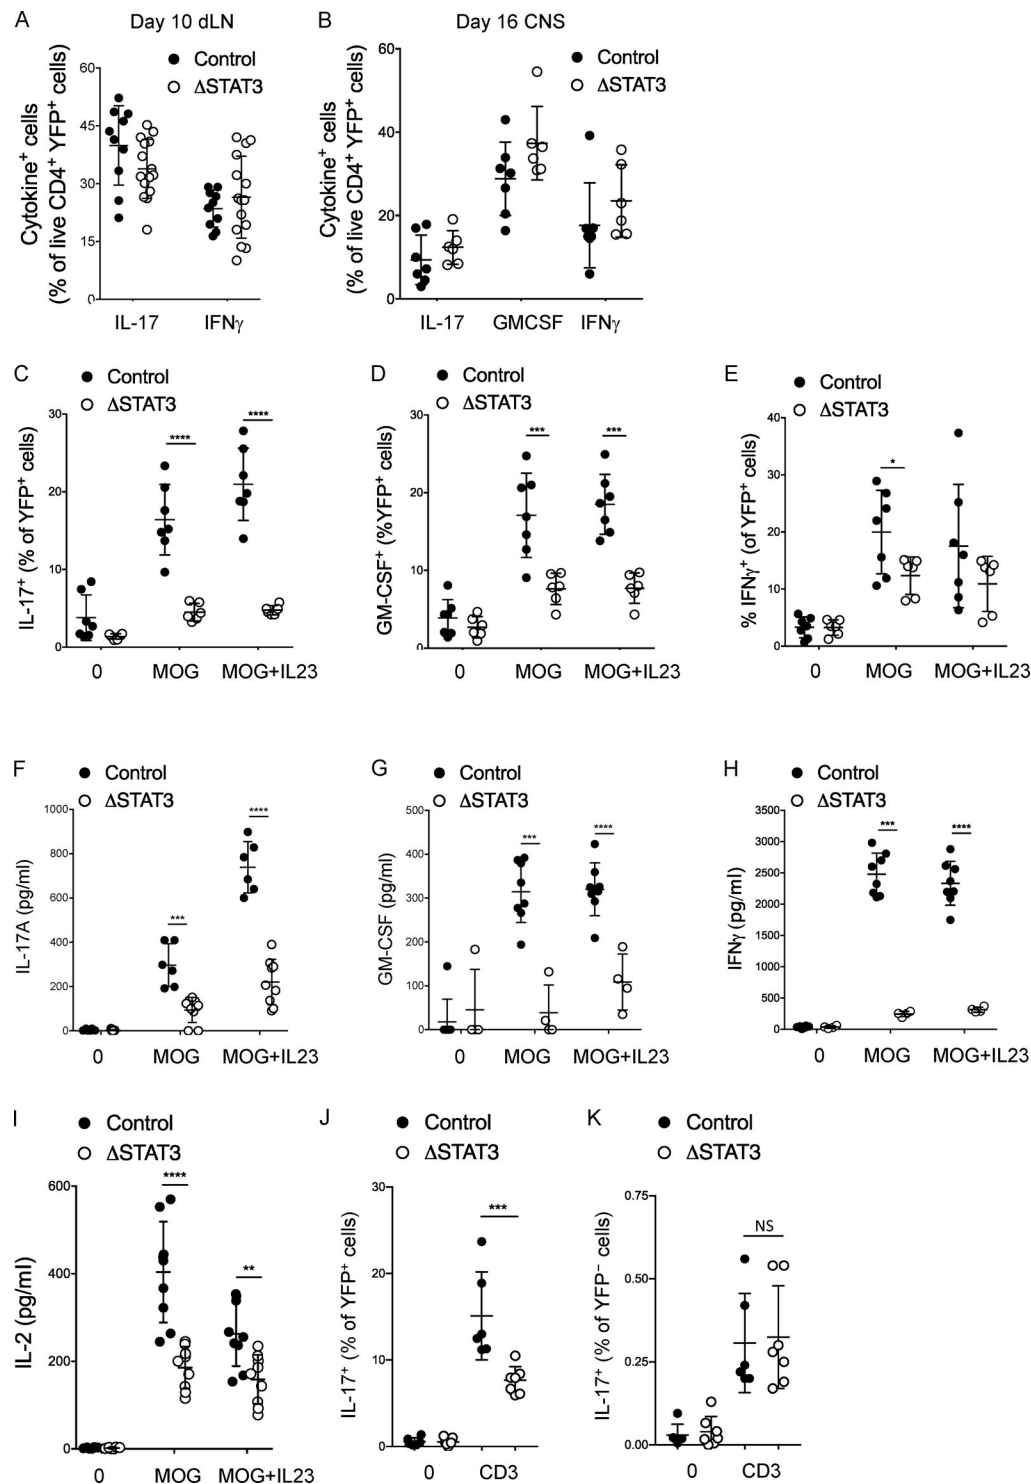 A
Day 10 dLN
Control
ΔSTAT3
Cytokine⁺ cells
(% of live CD4⁺ YFP⁺ cells)
60
45
30
15
0
IL-17
IFNγ
B
Day 16 CNS
Control
ΔSTAT3
Cytokine⁺ cells
(% of live CD4⁺ YFP⁺ cells)
60
40
20
0
IL-17
GMCSF
IFNγ
C
Control
ΔSTAT3
IL-17⁺ (% of YFP⁺ cells)
30
20
10
0
****
****
0
MOG
MOG+IL23
D
Control
ΔSTAT3
GM-CSF⁺ (%YFP⁺ cells)
30
20
10
0
***
***
0
MOG
MOG+IL23
E
Control
ΔSTAT3
% IFNγ⁺ (of YFP⁺ cells)
40
30
20
10
0
*
0
MOG
MOG+IL23
F
Control
ΔSTAT3
IL-17A (pg/ml)
1000
800
600
400
200
0
***
****
0
MOG
MOG+IL23
G
Control
ΔSTAT3
GM-CSF (pg/ml)
500
400
300
200
100
0
***
****
0
MOG
MOG+IL23
H
Control
ΔSTAT3
IFNγ (pg/ml)
3500
3000
2500
2000
1500
1000
500
0
***
****
0
MOG
MOG+IL23
I
Control
ΔSTAT3
IL-2 (pg/ml)
600
400
200
0
****
**
0
MOG
MOG+IL23
J
Control
ΔSTAT3
IL-17⁺ (% of YFP⁺ cells)
30
20
10
0
***
0
CD3
K
Control
ΔSTAT3
IL-17⁺ (% of YFP⁻ cells)
0.75
0.50
0.25
0.00
NS
0
CD3